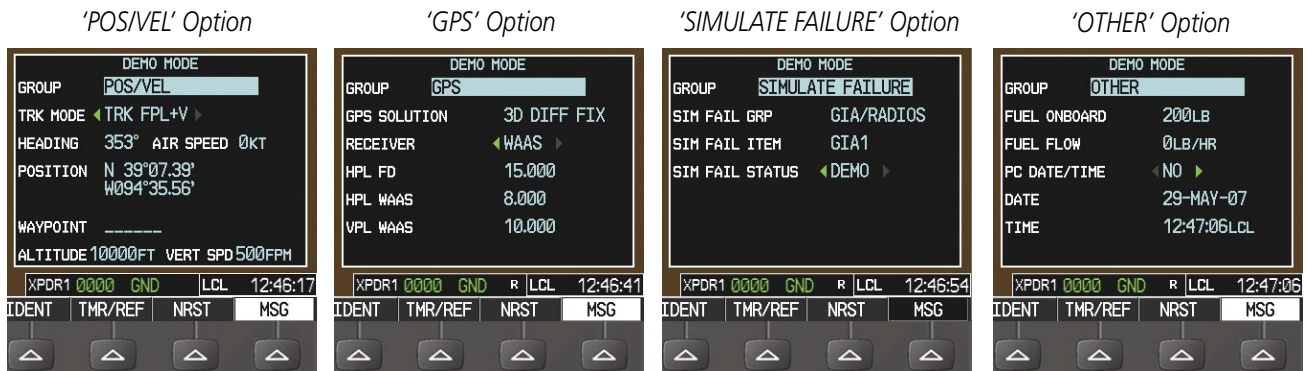 'POS/VEL' Option
DEMO MODE
GROUP POS/VEL
TRK MODE TRK FPL+V
HEADING 353° AIR SPEED 0KT
POSITION N 39°07.39'
W094°35.56'
WAYPOINT ______
ALTITUDE 10000FT VERT SPD 500FPM
XPDR1 0000 GND LCL 12:46:17
IDENT TMR/REF NRST MSG
'GPS' Option
DEMO MODE
GROUP GPS
GPS SOLUTION 3D DIFF FIX
RECEIVER WAAS
HPL FD 15.000
HPL WAAS 8.000
VPL WAAS 10.000
XPDR1 0000 GND R LCL 12:46:41
IDENT TMR/REF NRST MSG
'SIMULATE FAILURE' Option
DEMO MODE
GROUP SIMULATE FAILURE
SIM FAIL GRP GIA/RADIOS
SIM FAIL ITEM GIA1
SIM FAIL STATUS DEMO
XPDR1 0000 GND R LCL 12:46:54
IDENT TMR/REF NRST MSG
'OTHER' Option
DEMO MODE
GROUP OTHER
FUEL ONBOARD 200LB
FUEL FLOW 0LB/HR
PC DATE/TIME NO
DATE 29-MAY-07
TIME 12:47:06LCL
XPDR1 0000 GND R LCL 12:47:06
IDENT TMR/REF NRST MSG